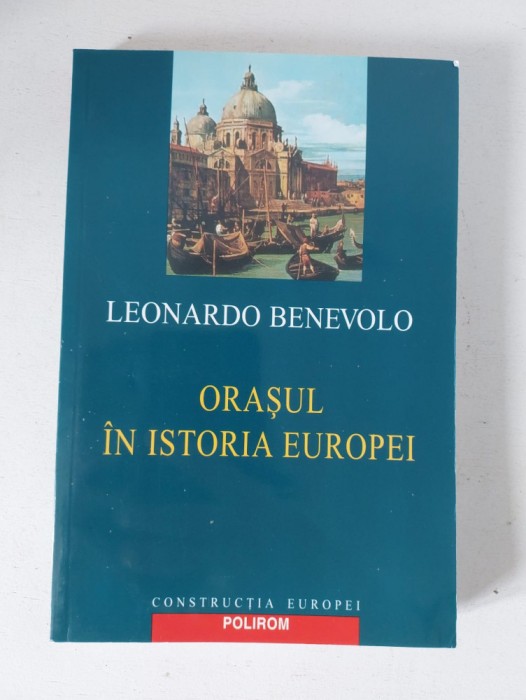 LEONARDO BENEVOLO
ORAŞUL
ÎN ISTORIA EUROPEI
CONSTRUCŢIA EUROPEI
POLIROM